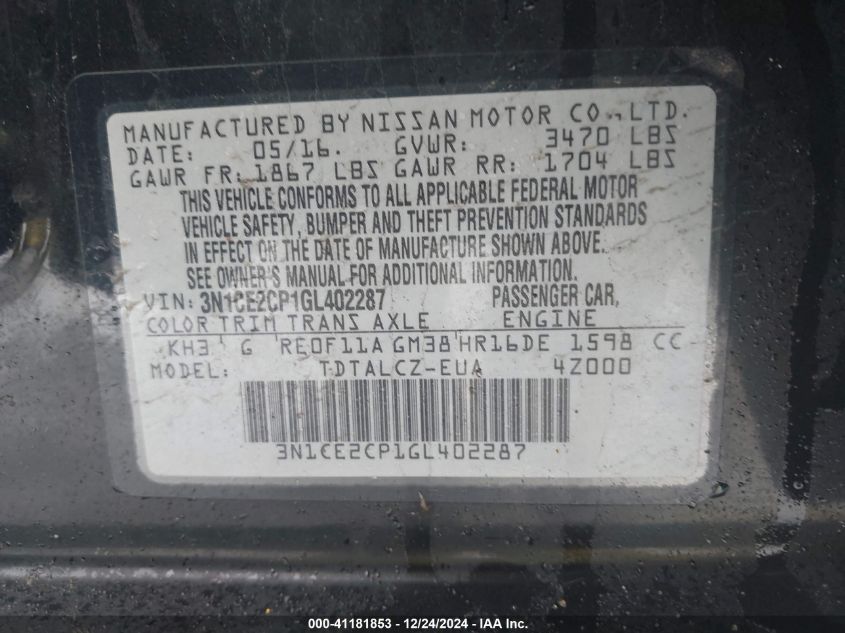 MANUFACTURED BY NISSAN MOTOR CO., LTD.
DATE: 05/16. GVWR: 3470 LBS
GAWR FR: 1867 LBS GAWR RR: 1704 LBS
THIS VEHICLE CONFORMS TO ALL APPLICABLE FEDERAL MOTOR
VEHICLE SAFETY, BUMPER AND THEFT PREVENTION STANDARDS
IN EFFECT ON THE DATE OF MANUFACTURE SHOWN ABOVE.
SEE OWNER'S MANUAL FOR ADDITIONAL INFORMATION.
VIN: 3N1CE2CP1GL402287 PASSENGER CAR,
COLOR TRIM TRANS AXLE ENGINE
KH3 G RE0F11A GM38 HR16DE 1598 CC
MODEL: TDTALCZ-EUA 4Z000
3N1CE2CP1GL402287
000-41181853 - 12/24/2024 - IAA Inc.